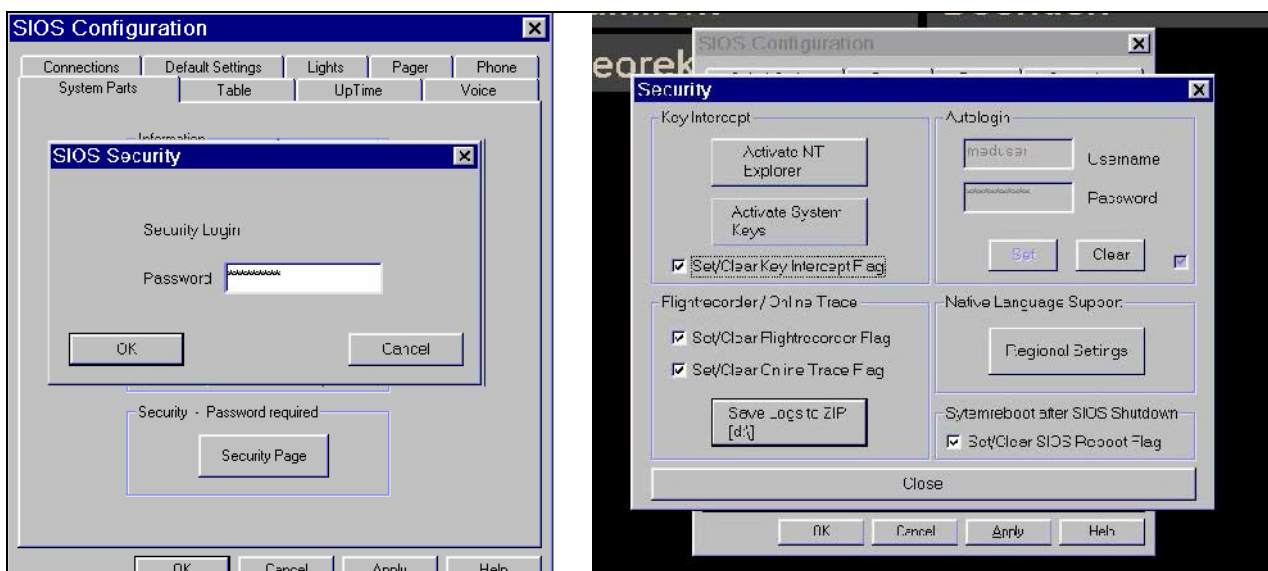 SIOS Configuration
Connections
Default Settings
Lights
Pager
Phone
System Parts
Table
UpTime
Voice
Information
SIOS Security
Security Login
Password
**********
OK
Cancel
Security - Password required
Security Page
OK
Cancel
Apply
Help
eorek
SIOS Configuration
Security
Key Intercept
Activate NT
Explorer
Activate System
Keys
Set/Clear Key Intercept Flag
Autologin
Username
Password
Set
Clear
Flightrecorder / Online Trace
Set/Clear Flightrecorder Flag
Set/Clear Online Trace Flag
Save Logs to ZIP
[d:\]
Native Language Support
Regional Settings
Sytemreboot after SIOS Shutdown
Set/Clear SIOS Reboot Flag
Close
OK
Cancel
Apply
Help